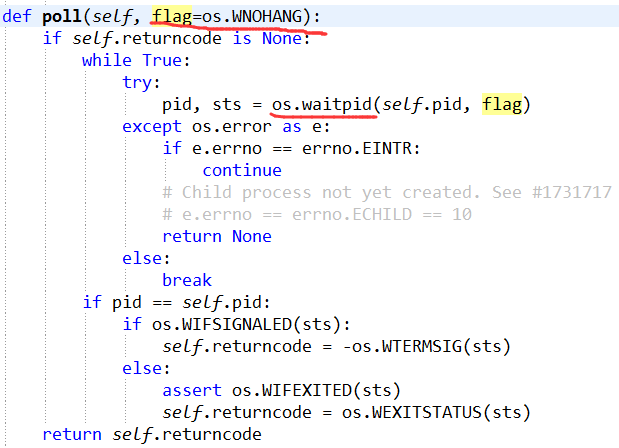 def poll(self, flag=os.WNOHANG):
    if self.returncode is None:
        while True:
            try:
                pid, sts = os.waitpid(self.pid, flag)
            except os.error as e:
                if e.errno == errno.EINTR:
                    continue
                # Child process not yet created. See #1731717
                # e.errno == errno.ECHILD == 10
                return None
            else:
                break
        if pid == self.pid:
            if os.WIFSIGNALED(sts):
                self.returncode = -os.WTERMSIG(sts)
            else:
                assert os.WIFEXITED(sts)
                self.returncode = os.WEXITSTATUS(sts)
    return self.returncode